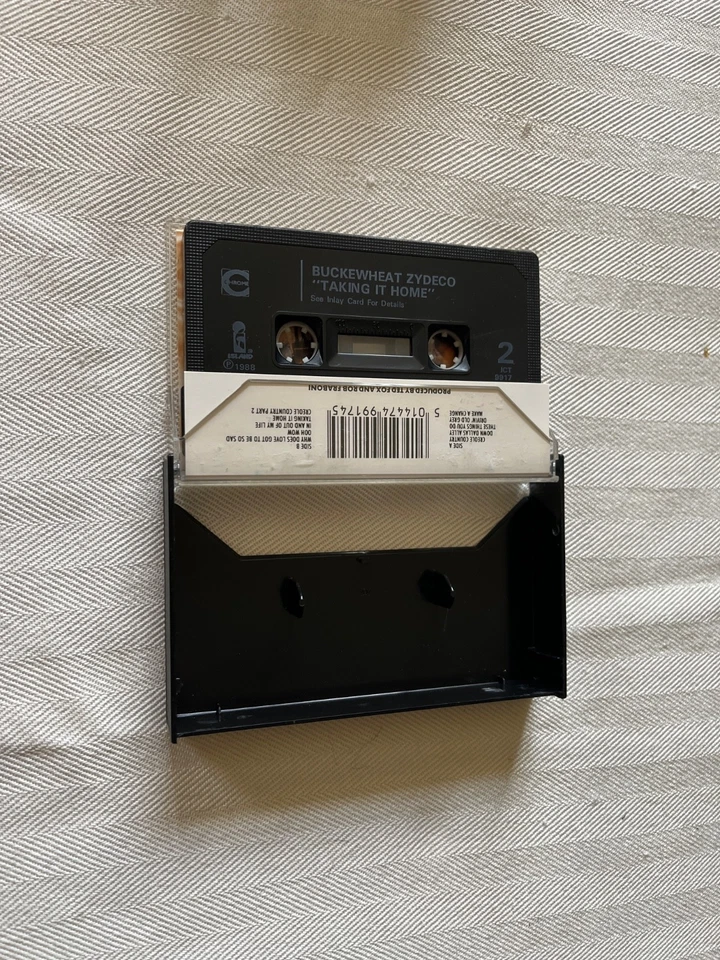 BUCKEWHEAT ZYDECO
"TAKING IT HOME"
See Inlay Card For Details
CHROME
ISLAND
℗ 1988
2
ICT
9917
SIDE A
CREOLE COUNTRY
DOWN DALLAS ALLEY
THESE THINGS YOU DO
DRIVIN' OLD GREY
MAKE A CHANGE
5 014474 991745
SIDE B
WHY DOES LOVE GOT TO BE SO SAD
OOH WOW
IN AND OUT OF MY LIFE
TAKING IT HOME
CREOLE COUNTRY PART 2
PRODUCED BY TED FOX AND ROB FRABONI